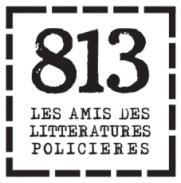 813
LES AMIS DES
LITTERATURES
POLICIERES